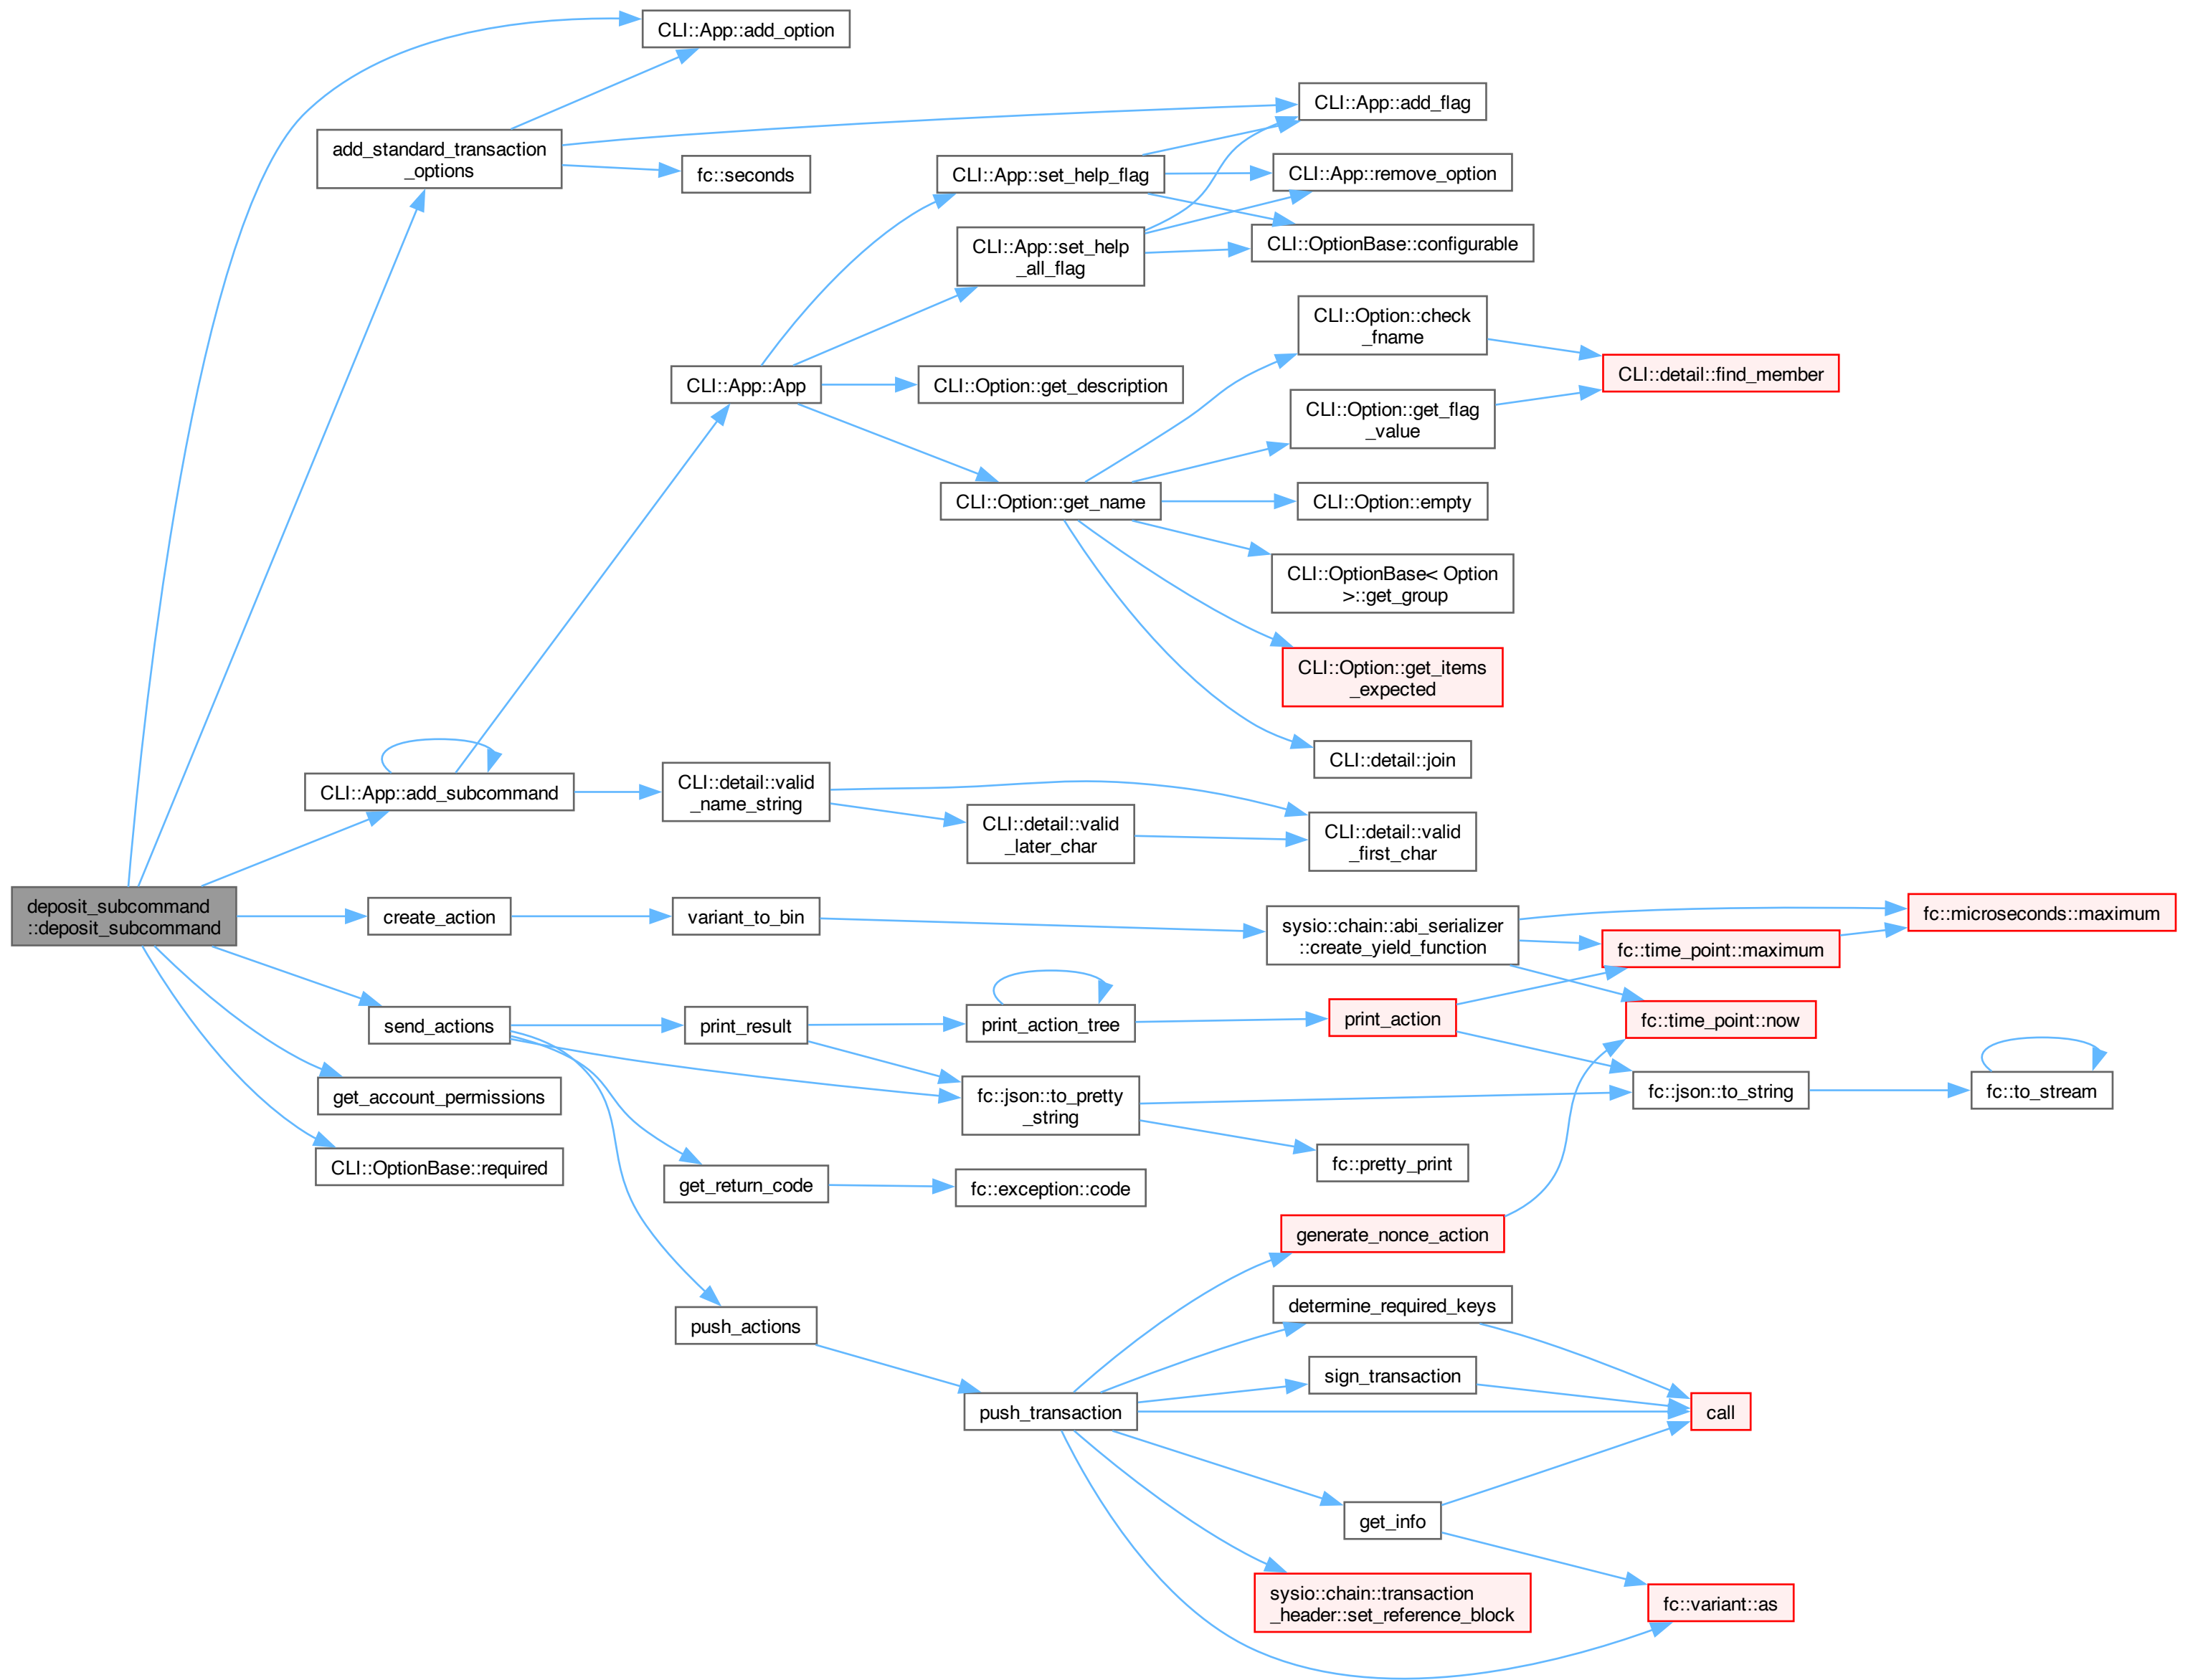 CLI::App::add_option
CLI::App::add_flag
add_standard_transaction
_options
fc::seconds
CLI::App::set_help_flag
CLI::App::remove_option
CLI::App::set_help
_all_flag
CLI::OptionBase::configurable
CLI::Option::check
_fname
CLI::App::App
CLI::Option::get_description
CLI::detail::find_member
CLI::Option::get_flag
_value
CLI::Option::get_name
CLI::Option::empty
CLI::OptionBase< Option
>::get_group
CLI::Option::get_items
_expected
CLI::detail::join
CLI::App::add_subcommand
CLI::detail::valid
_name_string
CLI::detail::valid
_later_char
CLI::detail::valid
_first_char
deposit_subcommand
::deposit_subcommand
create_action
variant_to_bin
sysio::chain::abi_serializer
::create_yield_function
fc::microseconds::maximum
fc::time_point::maximum
send_actions
print_result
print_action_tree
print_action
fc::time_point::now
get_account_permissions
fc::json::to_pretty
_string
fc::json::to_string
fc::to_stream
CLI::OptionBase::required
get_return_code
fc::exception::code
fc::pretty_print
generate_nonce_action
push_actions
determine_required_keys
sign_transaction
push_transaction
call
get_info
sysio::chain::transaction
_header::set_reference_block
fc::variant::as